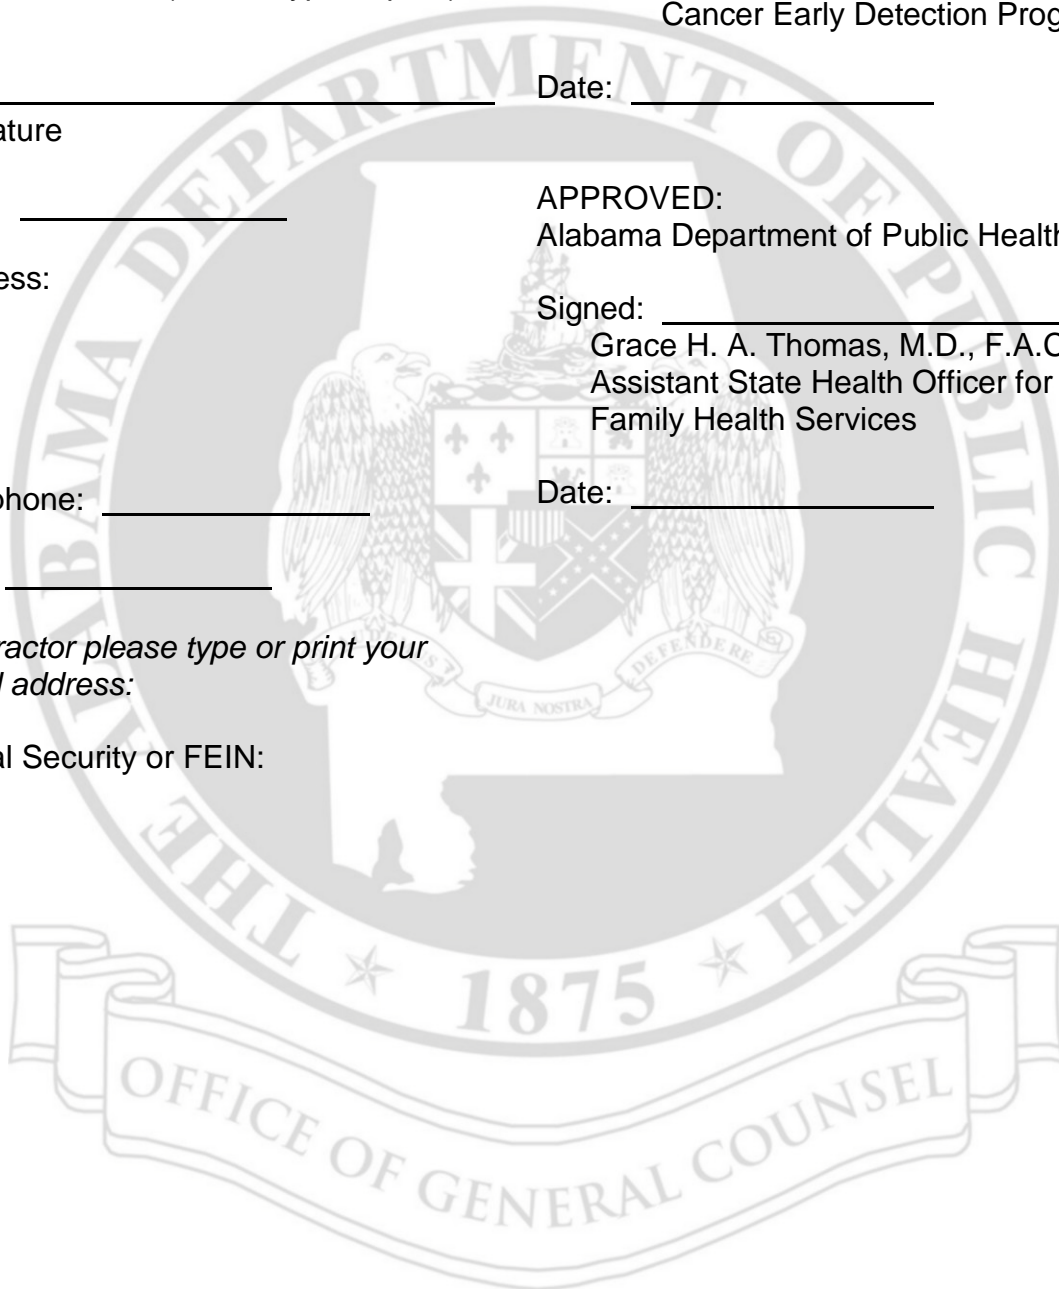 Cancer Early Detection Prog
ature
ess:
phone:
ractor please type or print your
l address:
al Security or FEIN:
Date:
APPROVED:
Alabama Department of Public Health
Signed:
Grace H. A. Thomas, M.D., F.A.C
Assistant State Health Officer for
Family Health Services
Date:
THE ALABAMA DEPARTMENT OF PUBLIC HEALTH
DEFENDERE
JURA NOSTRA
1875
OFFICE OF GENERAL COUNSEL